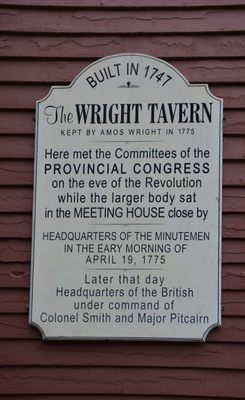 BUILT IN 1747
The WRIGHT TAVERN
KEPT BY AMOS WRIGHT IN 1775
Here met the Committees of the
PROVINCIAL CONGRESS
on the eve of the Revolution
while the larger body sat
in the MEETING HOUSE close by
HEADQUARTERS OF THE MINUTEMEN
IN THE EARY MORNING OF
APRIL 19, 1775
Later that day
Headquarters of the British
under command of
Colonel Smith and Major Pitcairn